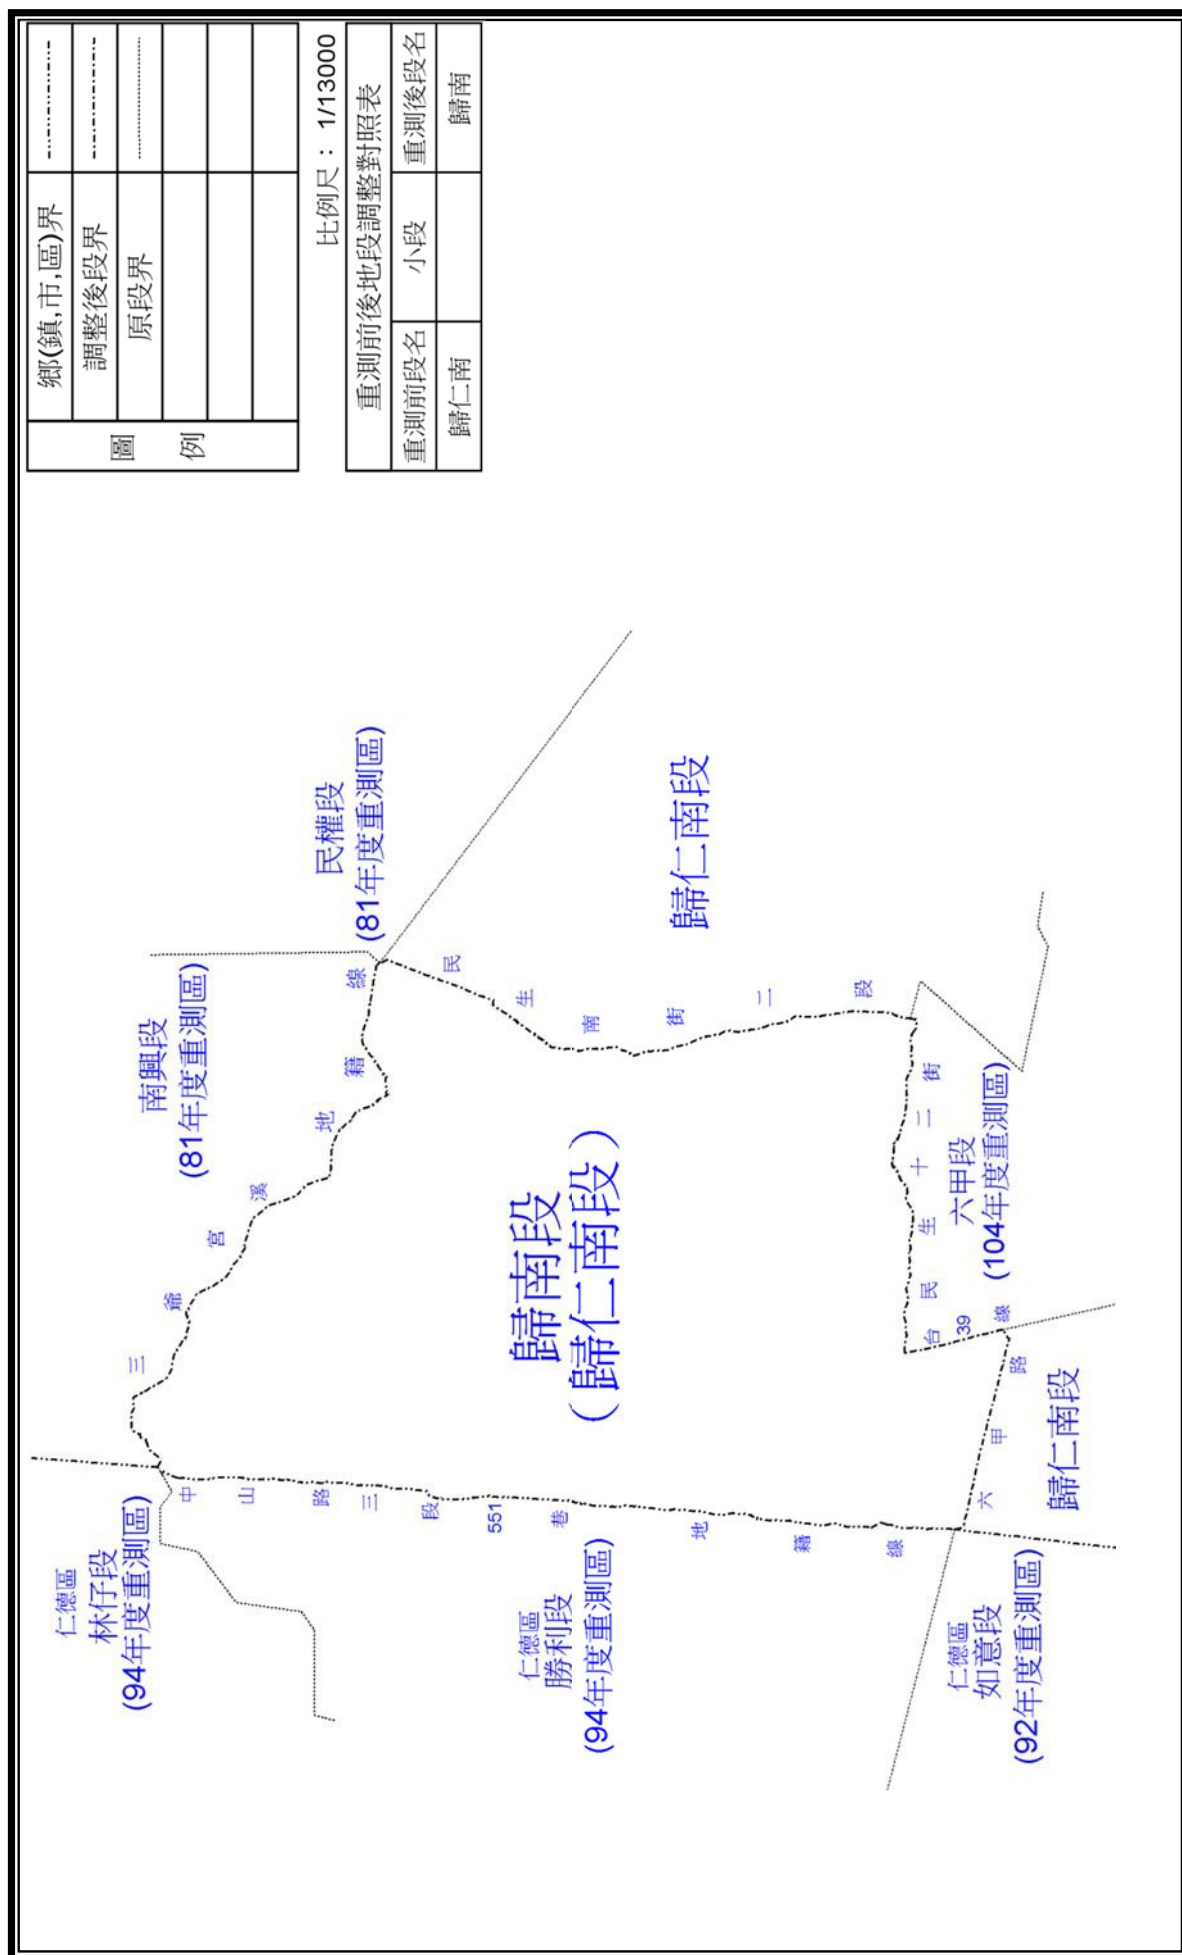 圖例
鄉(鎮,市,區)界
調整後段界
原段界
比例尺：1/13000
重測前後地段調整對照表
重測前段名 小段 重測後段名
歸仁南 歸南
民權段
(81年度重測區)
南興段
(81年度重測區)
歸仁南段
三爺宮溪地籍線
民生南街二段
歸南段
(歸仁南段)
民生十二街
六甲段
(104年度重測區)
台39線
六甲路
歸仁南段
中山路三段551巷地籍線
仁德區
林仔段
(94年度重測區)
仁德區
勝利段
(94年度重測區)
仁德區
如意段
(92年度重測區)